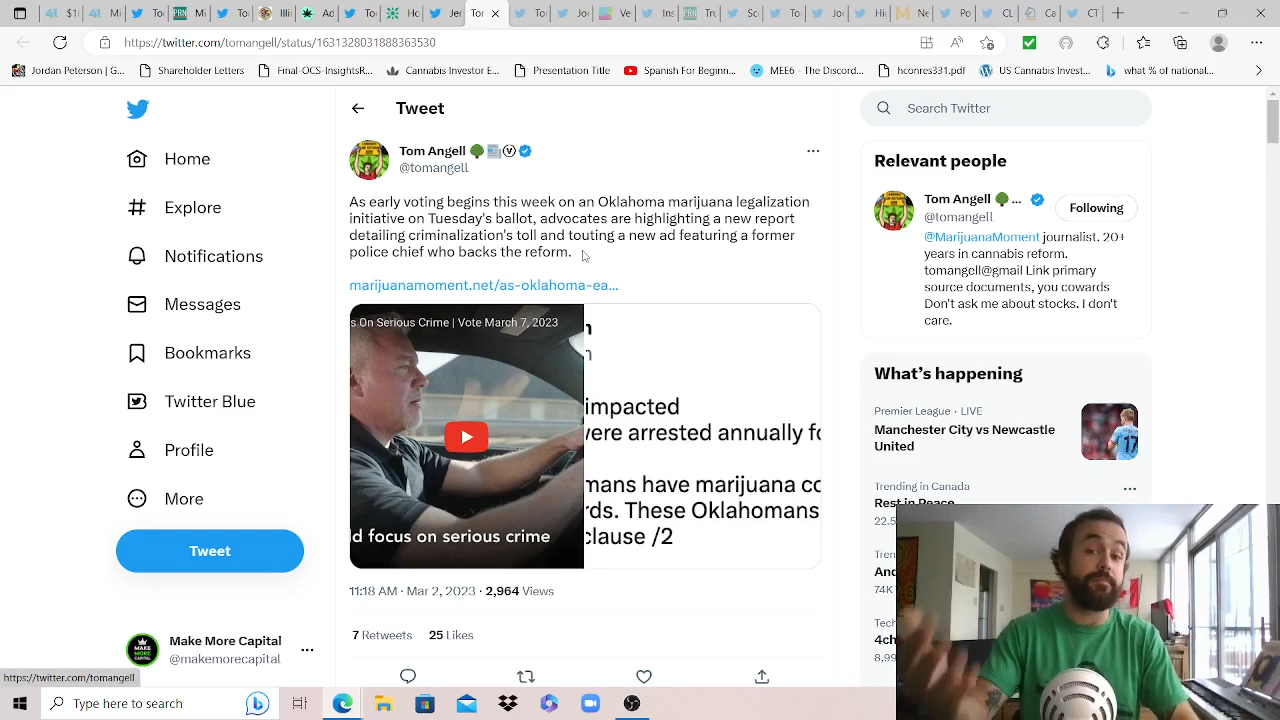 https://twitter.com/tomangell/status/1631328031888363530
Jordan Peterson | G...
Shareholder Letters
Final-OCS-InsightsR...
Cannabis Investor F...
Presentation Title
Spanish For Beginn...
MEE6 - The Discord...
hconres331.pdf
US Cannabis Invest...
what % of national...
Tweet
Search Twitter
Home
Explore
Notifications
Messages
Bookmarks
Twitter Blue
Profile
More
Tweet
Make More Capital
@makemorecapital
https://twitter.com/tomangell
Tom Angell
@tomangell
As early voting begins this week on an Oklahoma marijuana legalization
initiative on Tuesday's ballot, advocates are highlighting a new report
detailing criminalization's toll and touting a new ad featuring a former
police chief who backs the reform.
marijuanamoment.net/as-oklahoma-ea...
s On Serious Crime | Vote March 7, 2023
ld focus on serious crime
impacted
were arrested annually fo
mans have marijuana co
rds. These Oklahomans
clause /2
11:18 AM · Mar 2, 2023 · 2,964 Views
7 Retweets 25 Likes
Relevant people
Tom Angell ...
@tomangell
Following
@MarijuanaMoment journalist. 20+
years in cannabis reform.
tomangell@gmail Link primary
source documents, you cowards
Don't ask me about stocks. I don't
care.
What's happening
Premier League · LIVE
Manchester City vs Newcastle
United
17
Trending in Canada
Rest in Peace
22.5
Tren
And
74K
Tech
4ch
8,99
Type here to search